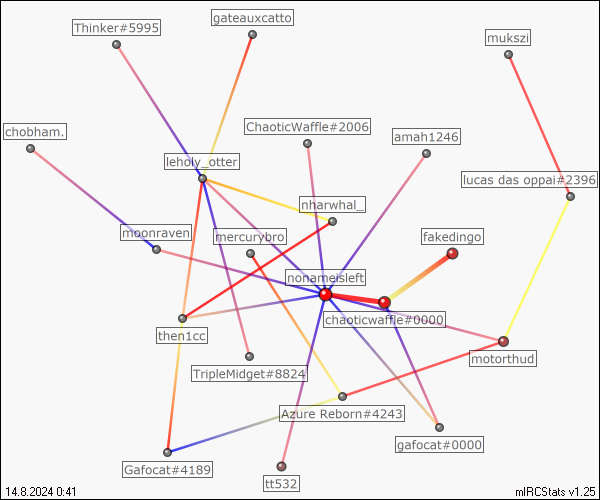 gateauxcatto
Thinker#5995
mukszi
chobham.
ChaoticWaffle#2006
amah1246
leholy_otter
lucas das oppai#2396
nharwhal_
moonraven
mercurybro
fakedingo
nonameisleft
chaoticwaffle#0000
then1cc
motorthud
TripleMidget#8824
Azure Reborn#4243
gafocat#0000
Gafocat#4189
tt532
14.8.2024 0:41
mIRCStats v1.25